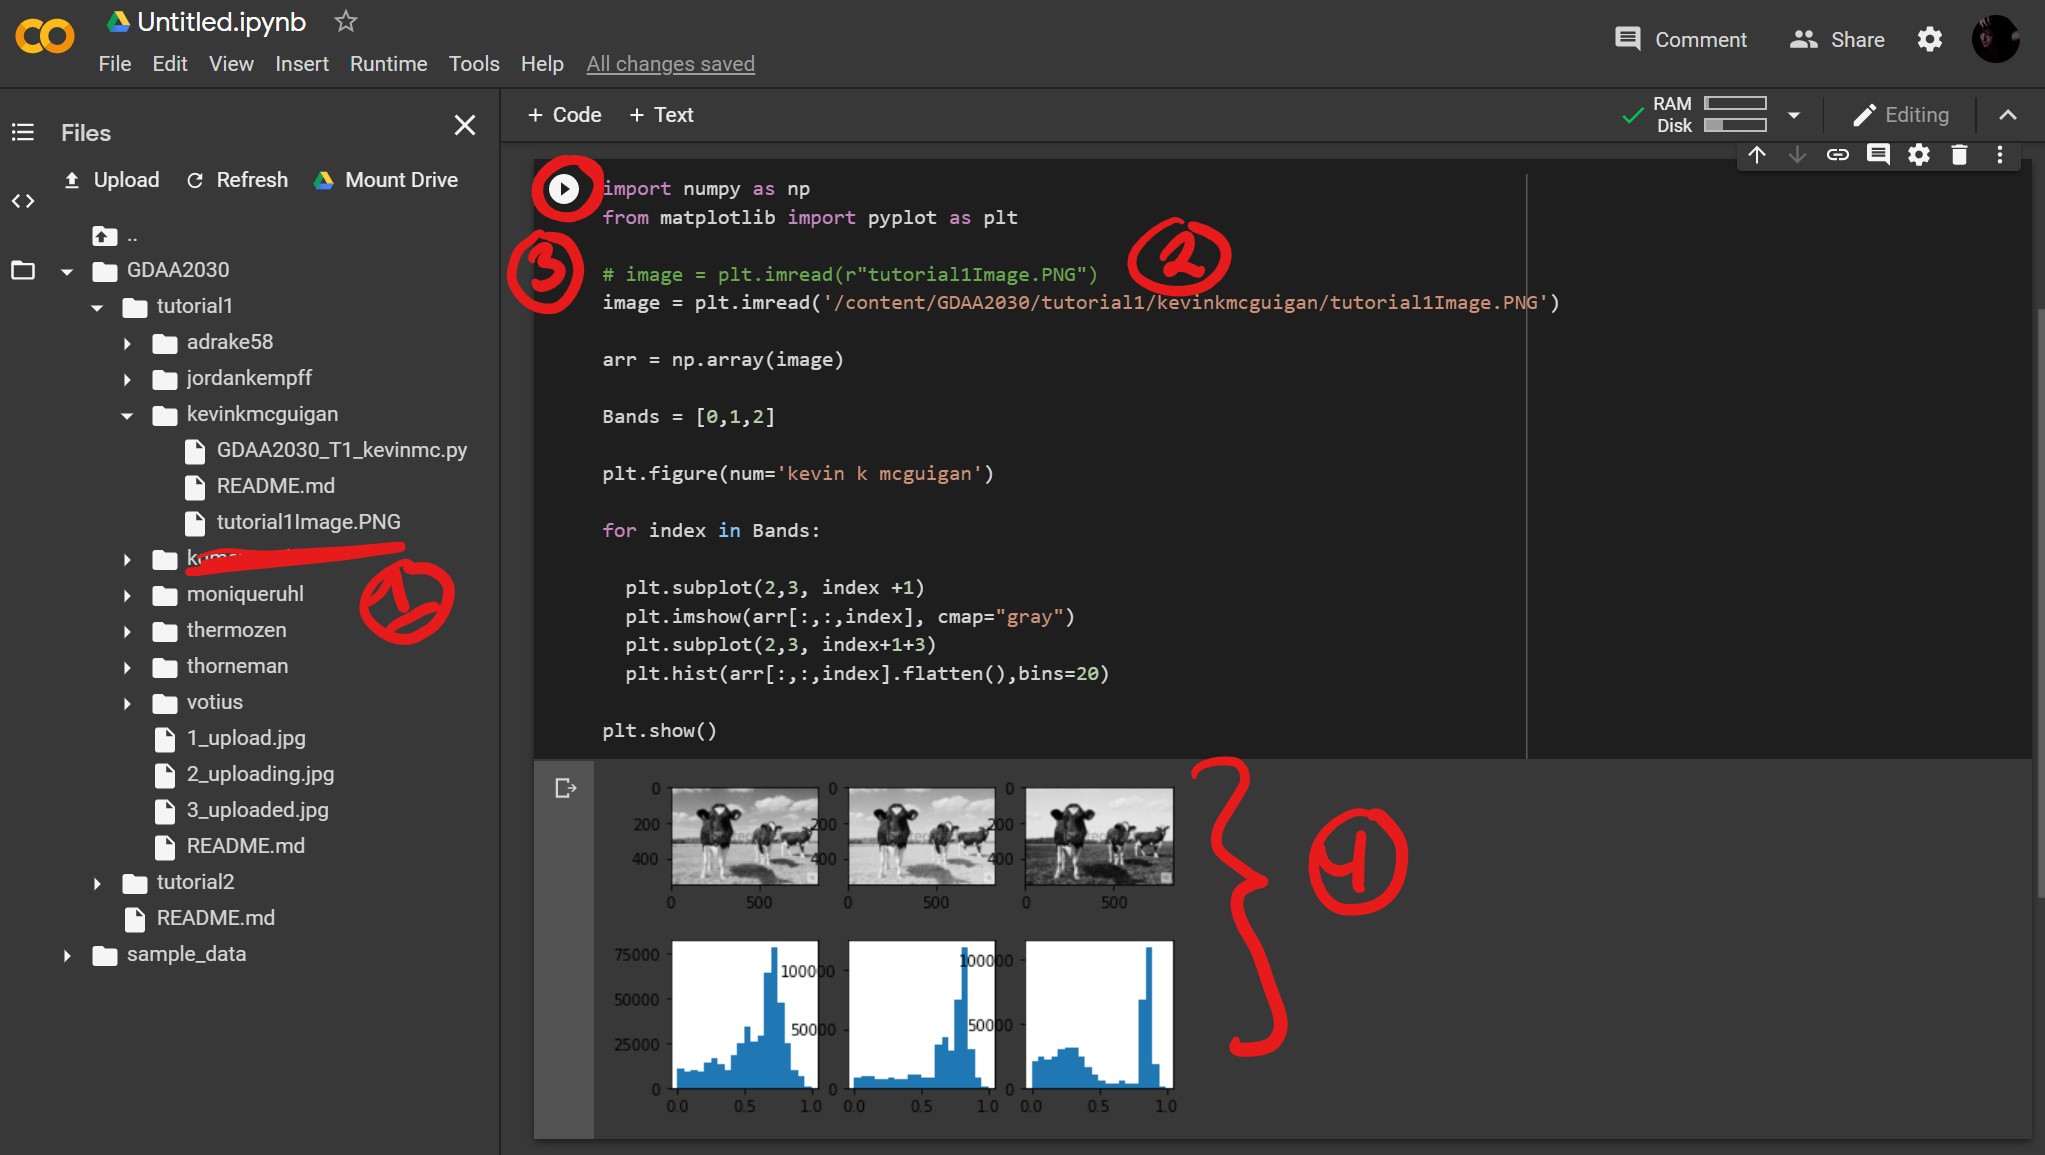 Untitled.ipynb
File Edit View Insert Runtime Tools Help All changes saved
Comment Share
Files
Upload Refresh Mount Drive
..
GDAA2030
tutorial1
adrake58
jordankempff
kevinkmcguigan
GDAA2030_T1_kevinmc.py
README.md
tutorial1Image.PNG
1
moniqueruhl
thermozen
thorneman
votius
1_upload.jpg
2_uploading.jpg
3_uploaded.jpg
README.md
tutorial2
README.md
sample_data
+ Code + Text
RAM
Disk
Editing
import numpy as np
from matplotlib import pyplot as plt
3
2
# image = plt.imread(r"tutorial1Image.PNG")
image = plt.imread('/content/GDAA2030/tutorial1/kevinkmcguigan/tutorial1Image.PNG')
arr = np.array(image)
Bands = [0,1,2]
plt.figure(num='kevin k mcguigan')
for index in Bands:
plt.subplot(2,3, index +1)
plt.imshow(arr[:,:,index], cmap="gray")
plt.subplot(2,3, index+1+3)
plt.hist(arr[:,:,index].flatten(),bins=20)
plt.show()
0 0 0
200 200 200
400 400 400
0 500 0 500 0 500
4
75000 100000 100000
50000 50000 50000
25000
0 0 0
0.0 0.5 1.0 0.0 0.5 1.0 0.0 0.5 1.0